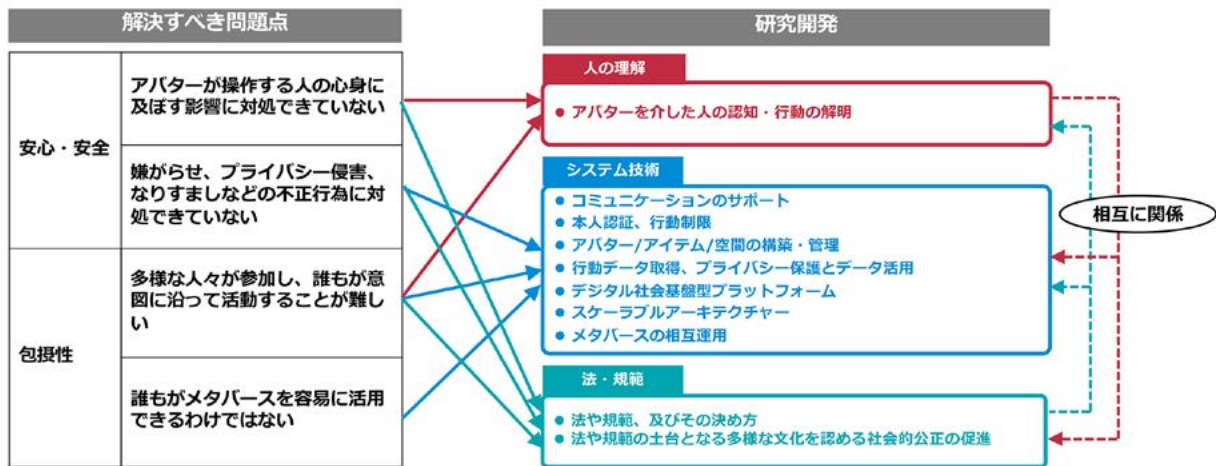 解決すべき問題点
研究開発
安心・安全
アバターが操作する人の心身に
及ぼす影響に対処できていない
嫌がらせ、プライバシー侵害、
なりすましなどの不正行為に対
処できていない
包摂性
多様な人々が参加し、誰もが意
図に沿って活動することが難し
い
誰もがメタバースを容易に活用
できるわけではない
人の理解
● アバターを介した人の認知・行動の解明
システム技術
● コミュニケーションのサポート
● 本人認証、行動制限
● アバター/アイテム/空間の構築・管理
● 行動データ取得、プライバシー保護とデータ活用
● デジタル社会基盤型プラットフォーム
● スケーラブルアーキテクチャー
● メタバースの相互運用
法・規範
● 法や規範、及びその決め方
● 法や規範の土台となる多様な文化を認める社会的公正の促進
相互に関係